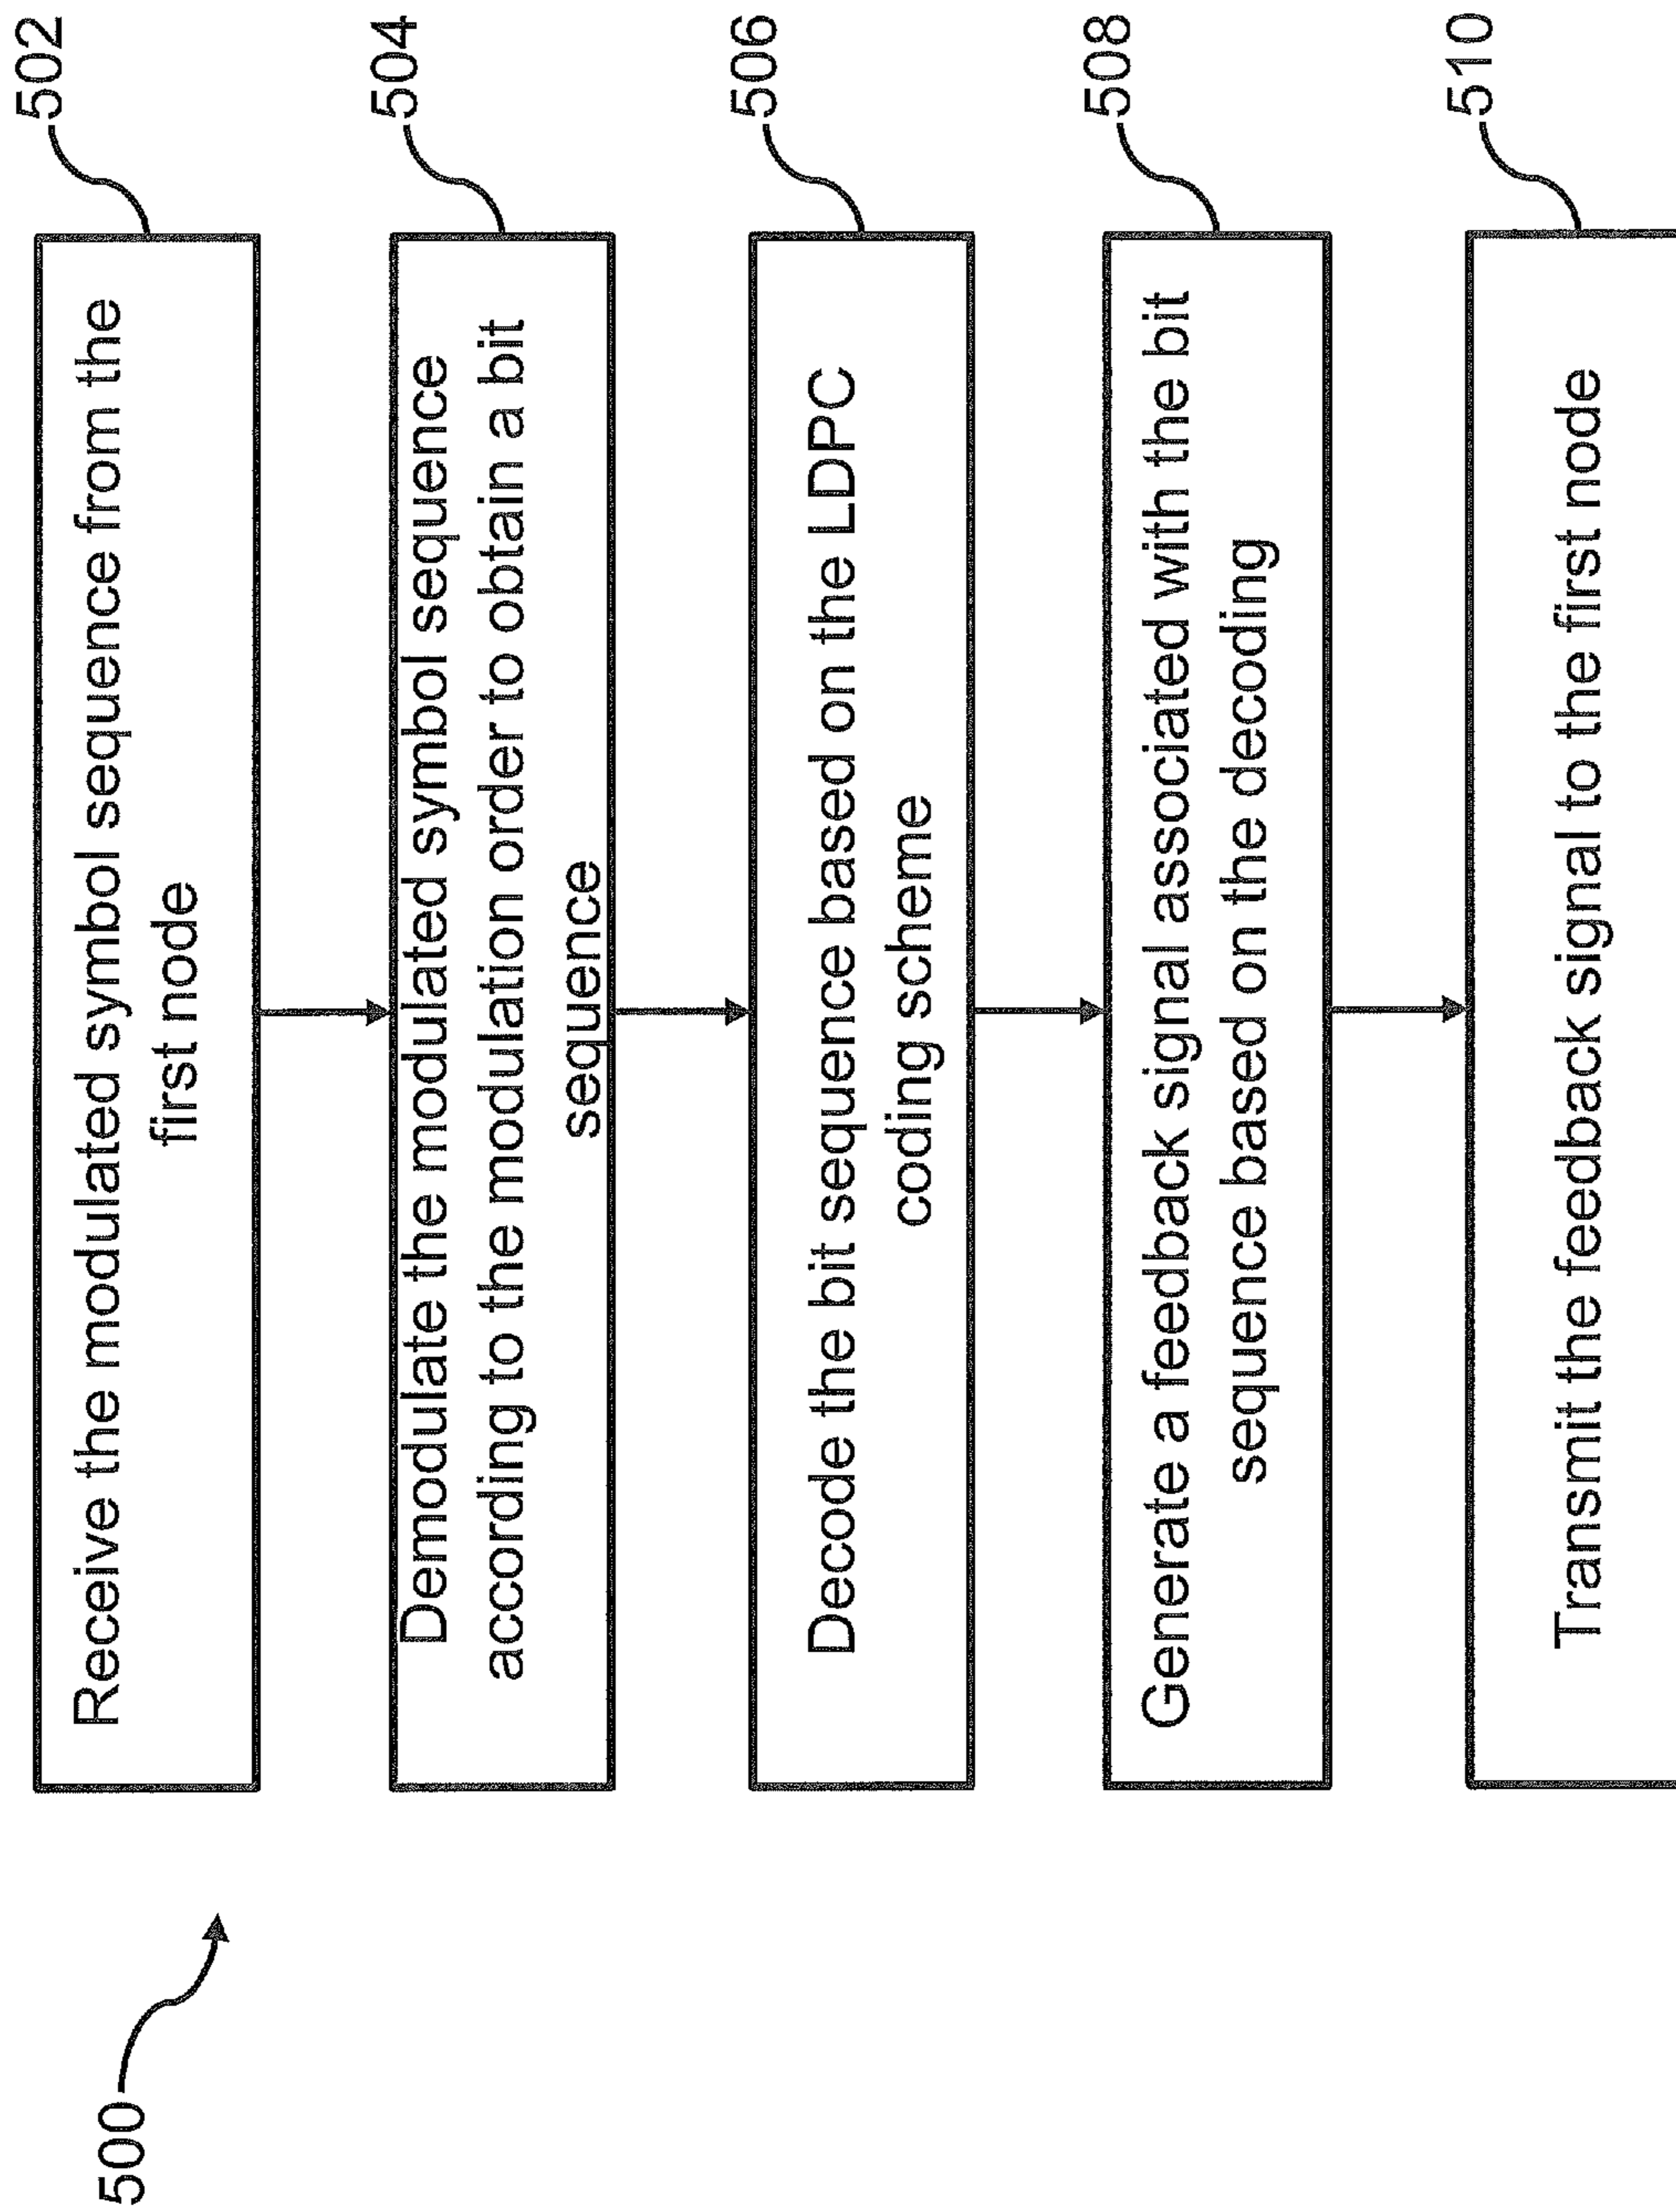 500
Receive the modulated symbol sequence from the
first node
502
Demodulate the modulated symbol sequence
according to the modulation order to obtain a bit
sequence
504
Decode the bit sequence based on the LDPC
coding scheme
506
Generate a feedback signal associated with the bit
sequence based on the decoding
508
Transmit the feedback signal to the first node
510